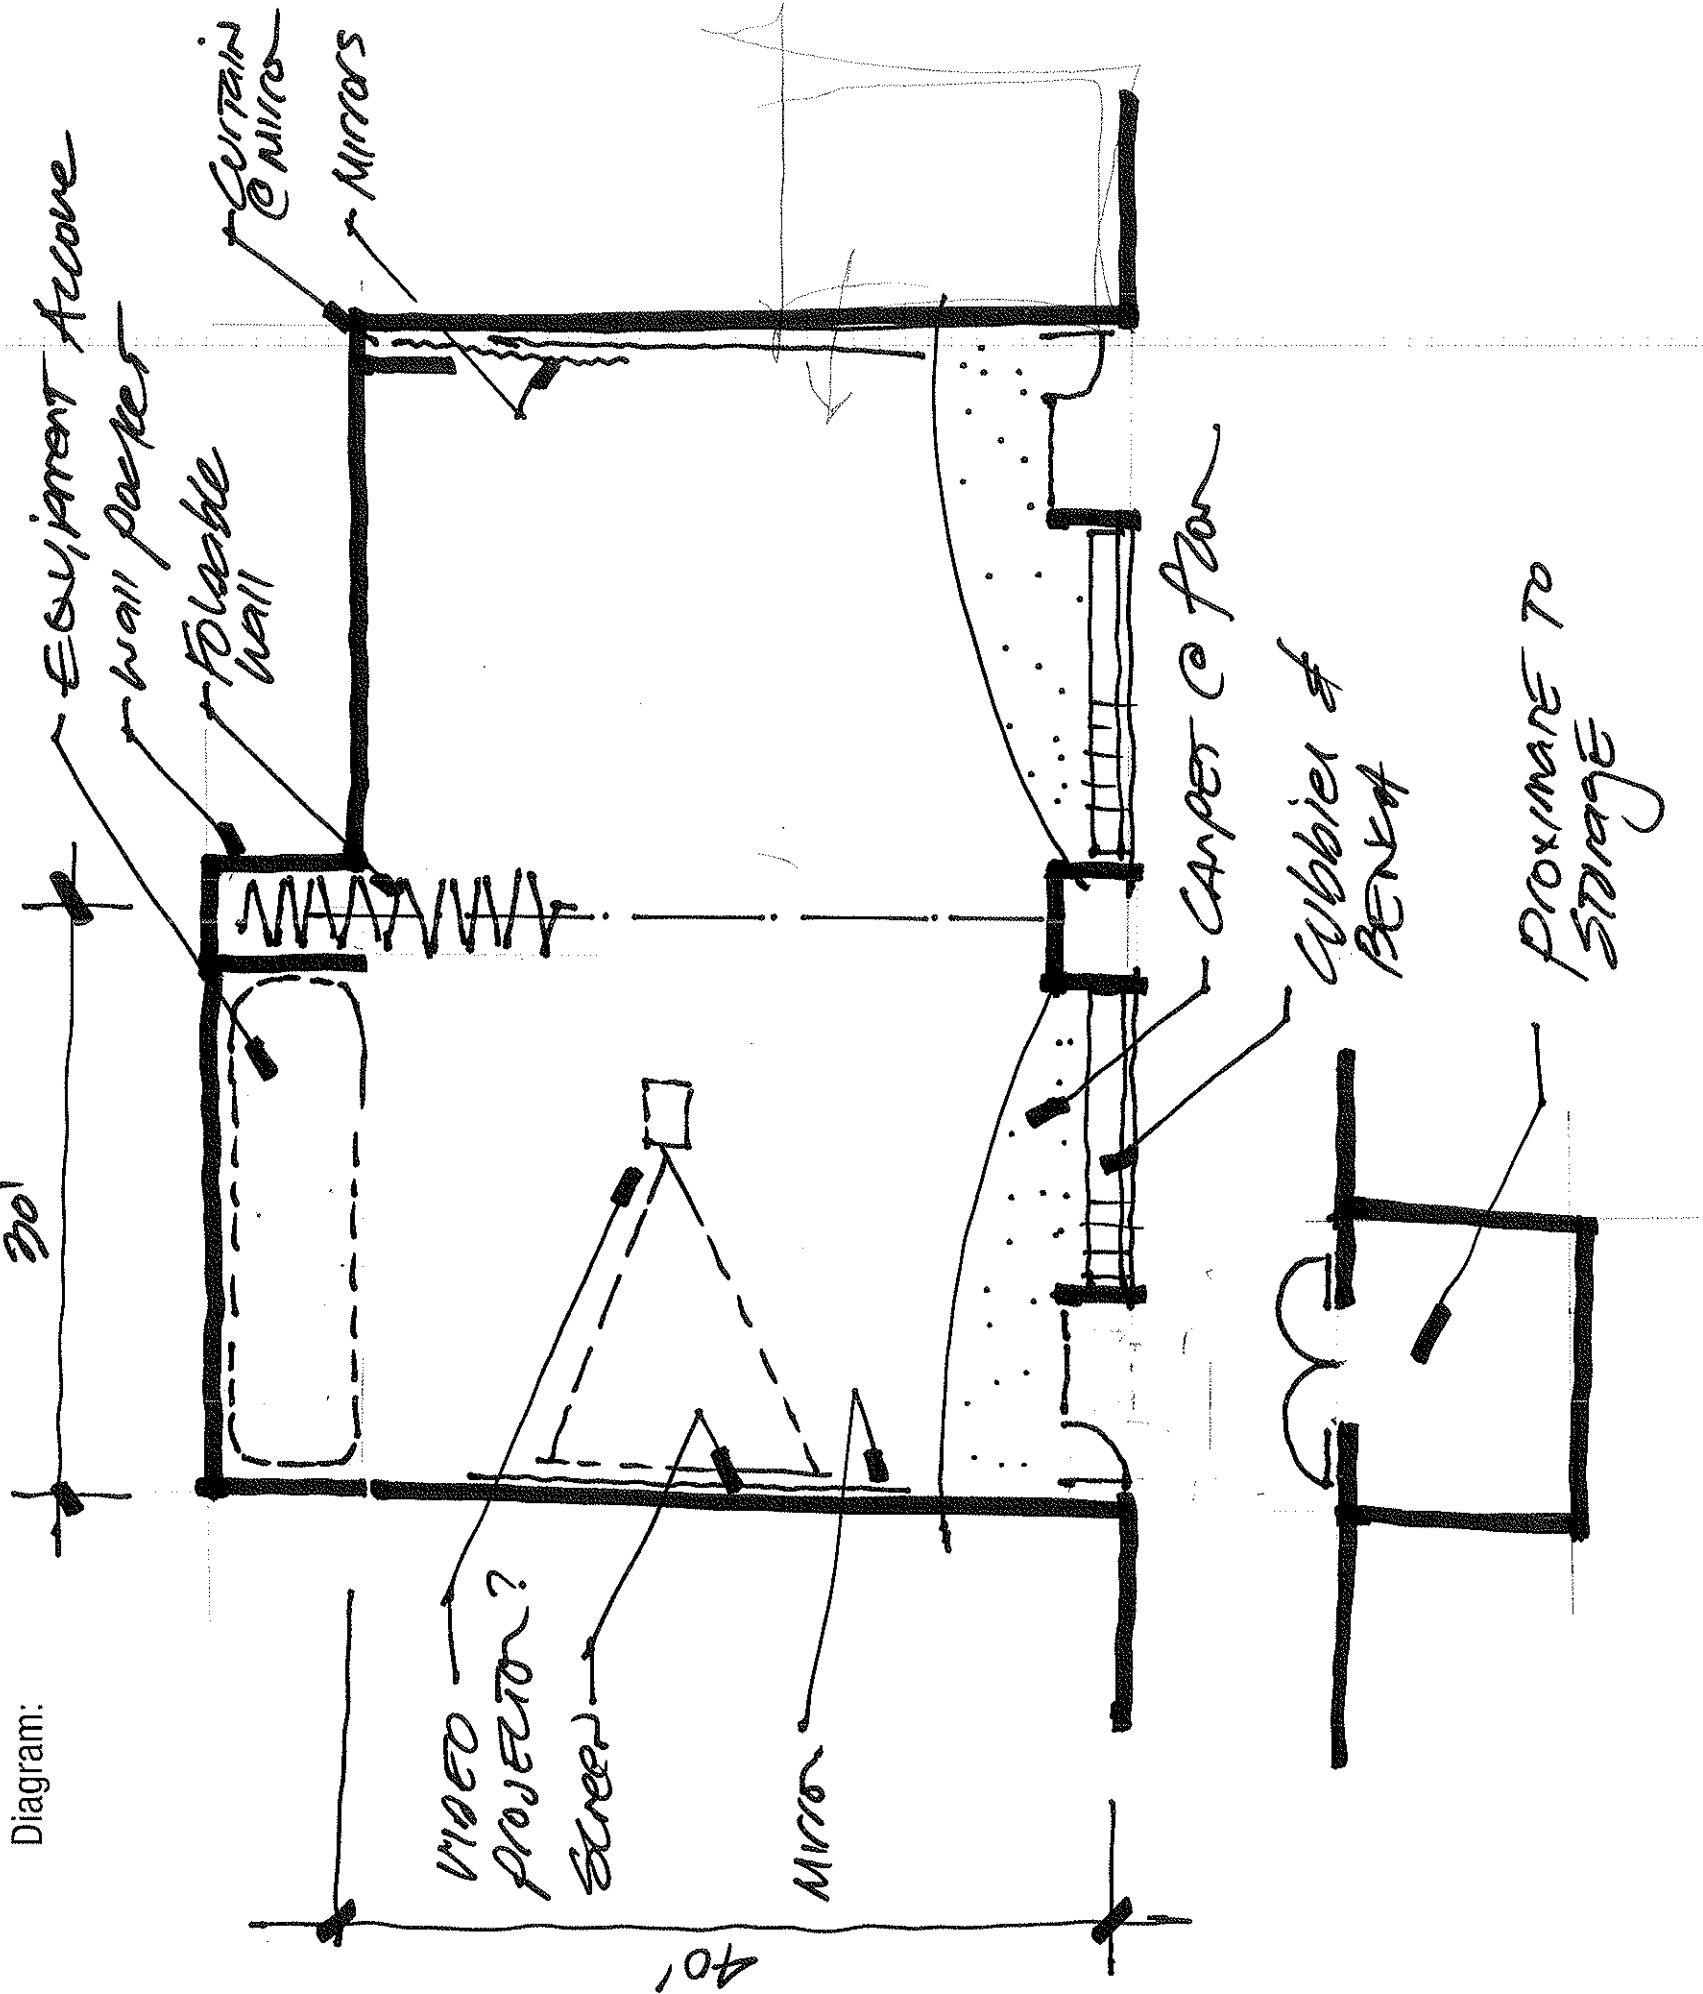 Diagram:
30'
Equipment Alcove
Wall pocket
Foldable
Wall
Curtain
@ Mirror
Mirrors
40'
Video
Projector?
Screen
Mirror
Carpet @ floor
Cubbies &
Bench
Proximate to
Storage